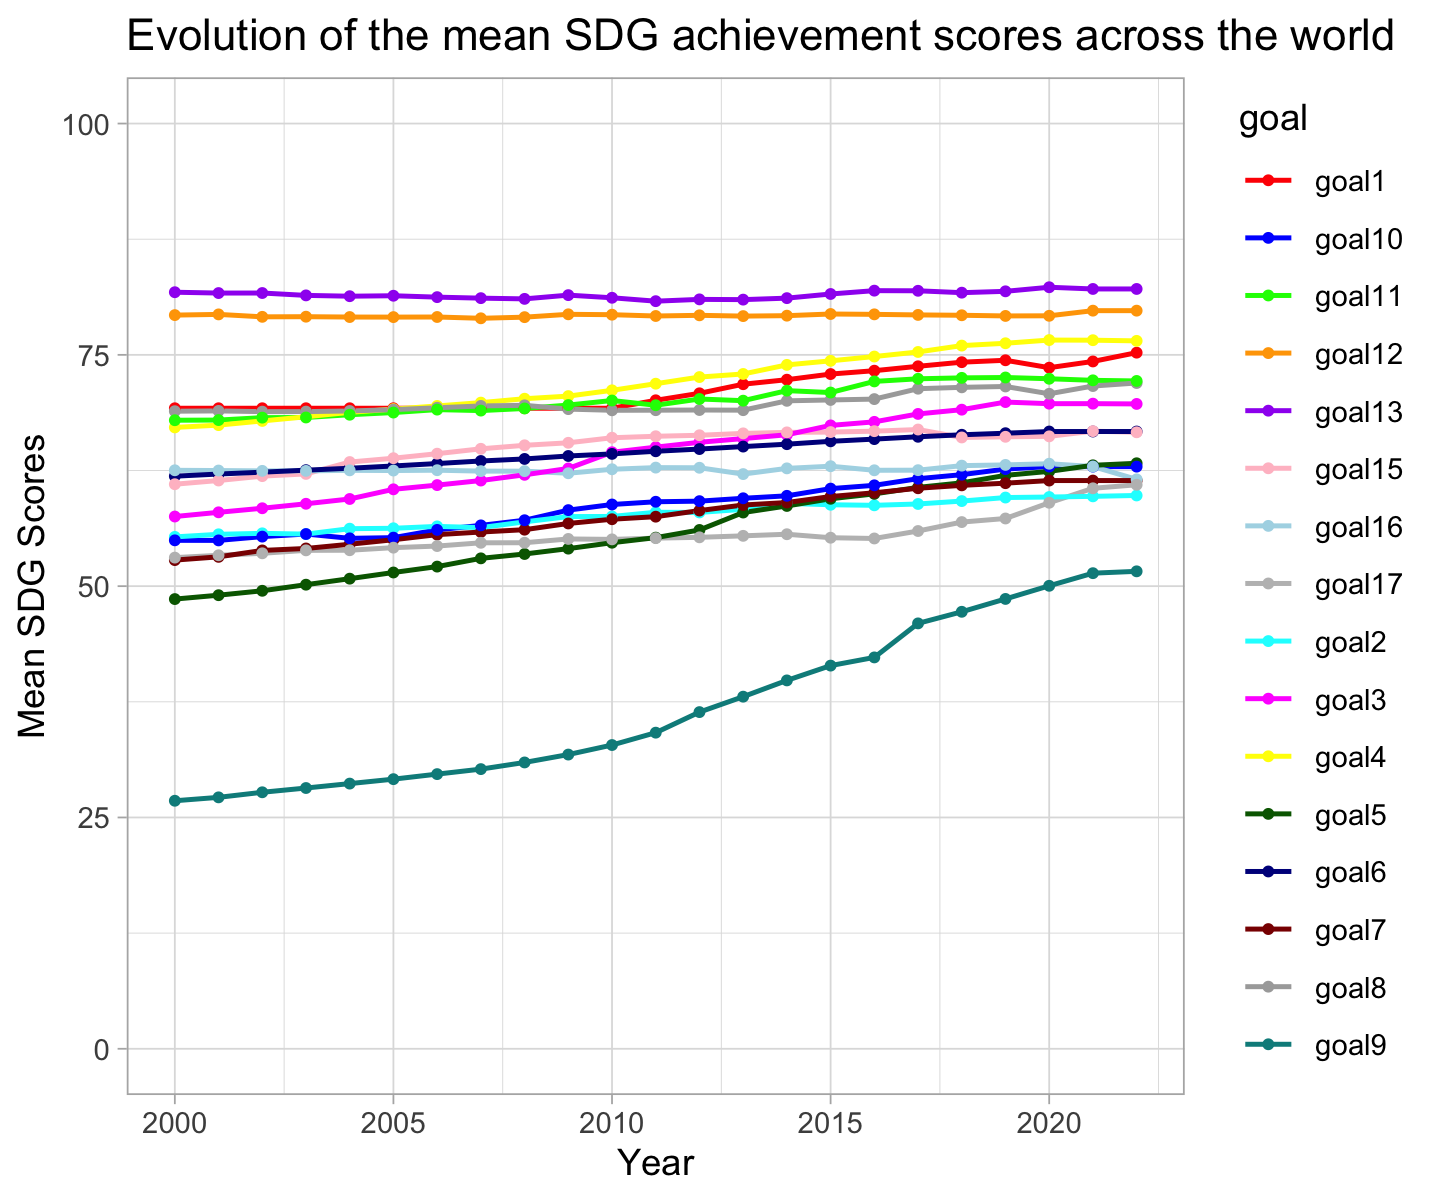 Evolution of the mean SDG achievement scores across the world
100
75
50
25
0
Mean SDG Scores
2000
2005
2010
2015
2020
Year
goal
goal1
goal10
goal11
goal12
goal13
goal15
goal16
goal17
goal2
goal3
goal4
goal5
goal6
goal7
goal8
goal9